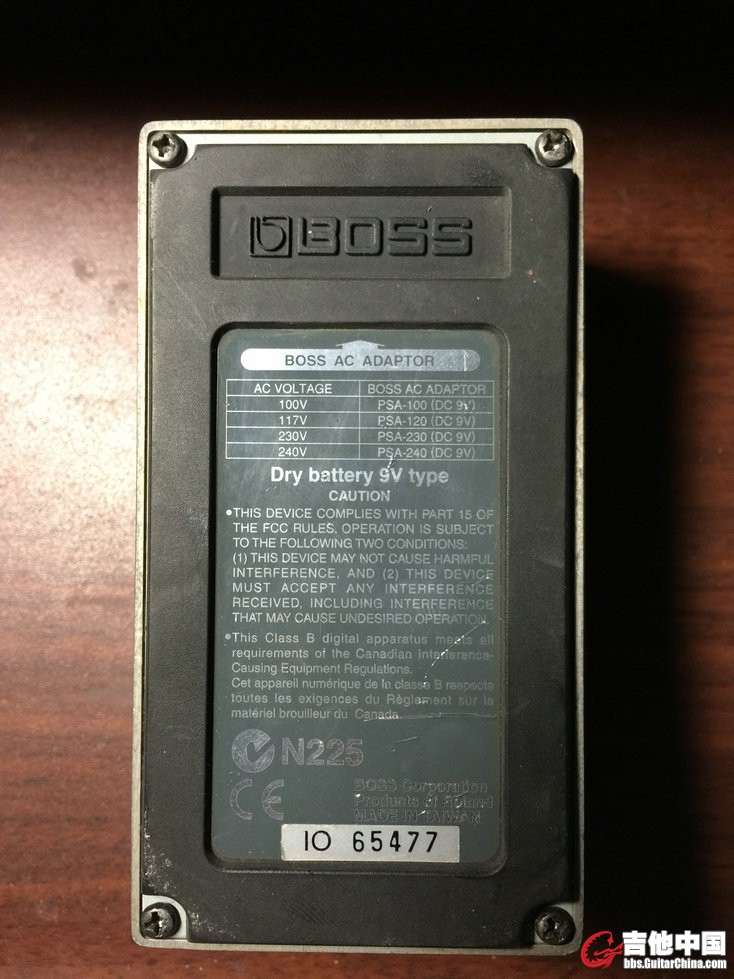 BOSS
BOSS AC ADAPTOR
AC VOLTAGE BOSS AC ADAPTOR
100V PSA-100 (DC 9V)
117V PSA-120 (DC 9V)
230V PSA-230 (DC 9V)
240V PSA-240 (DC 9V)
Dry battery 9V type
CAUTION
•THIS DEVICE COMPLIES WITH PART 15 OF
THE FCC RULES. OPERATION IS SUBJECT
TO THE FOLLOWING TWO CONDITIONS:
(1) THIS DEVICE MAY NOT CAUSE HARMFUL
INTERFERENCE, AND (2) THIS DEVICE
MUST ACCEPT ANY INTERFERENCE
RECEIVED, INCLUDING INTERFERENCE
THAT MAY CAUSE UNDESIRED OPERATION.
•This Class B digital apparatus meets all
requirements of the Canadian Interference-
Causing Equipment Regulations.
Cet appareil numérique de la classe B respecte
toutes les exigences du Règlement sur le
matériel brouilleur du Canada.
N225
CE
BOSS Corporation
Products of Roland
MADE IN TAIWAN
IO 65477
吉他中国
bbs.GuitarChina.com